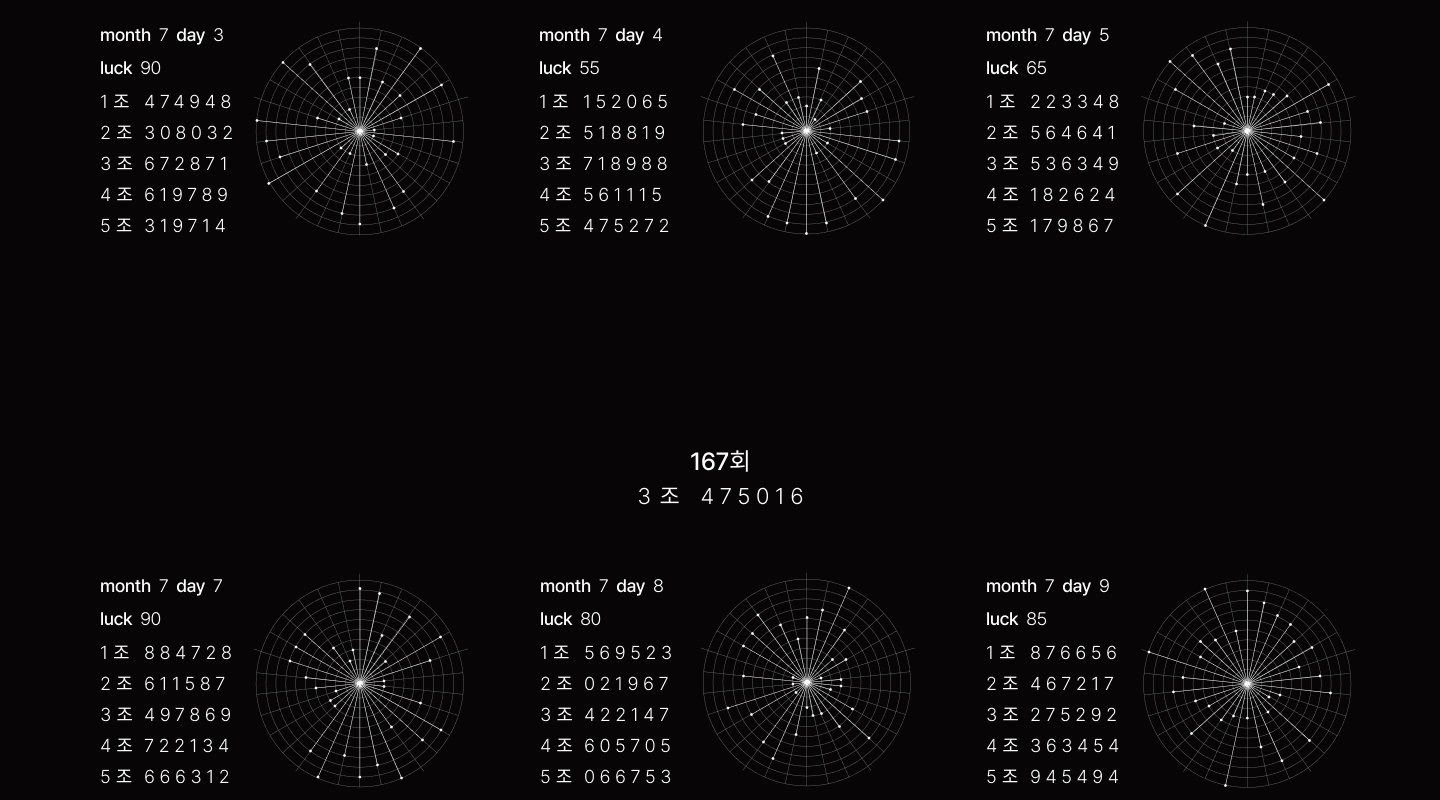 month 7 day 3
luck 90
1조 474948
2조 308032
3조 672871
4조 619789
5조 319714
month 7 day 4
luck 55
1조 152065
2조 518819
3조 718988
4조 561115
5조 475272
month 7 day 5
luck 65
1조 223348
2조 564641
3조 536349
4조 182624
5조 179867
167회
3조 475016
month 7 day 7
luck 90
1조 884728
2조 611587
3조 497869
4조 722134
5조 666312
month 7 day 8
luck 80
1조 569523
2조 021967
3조 422147
4조 605705
5조 066753
month 7 day 9
luck 85
1조 876656
2조 467217
3조 275292
4조 363454
5조 945494